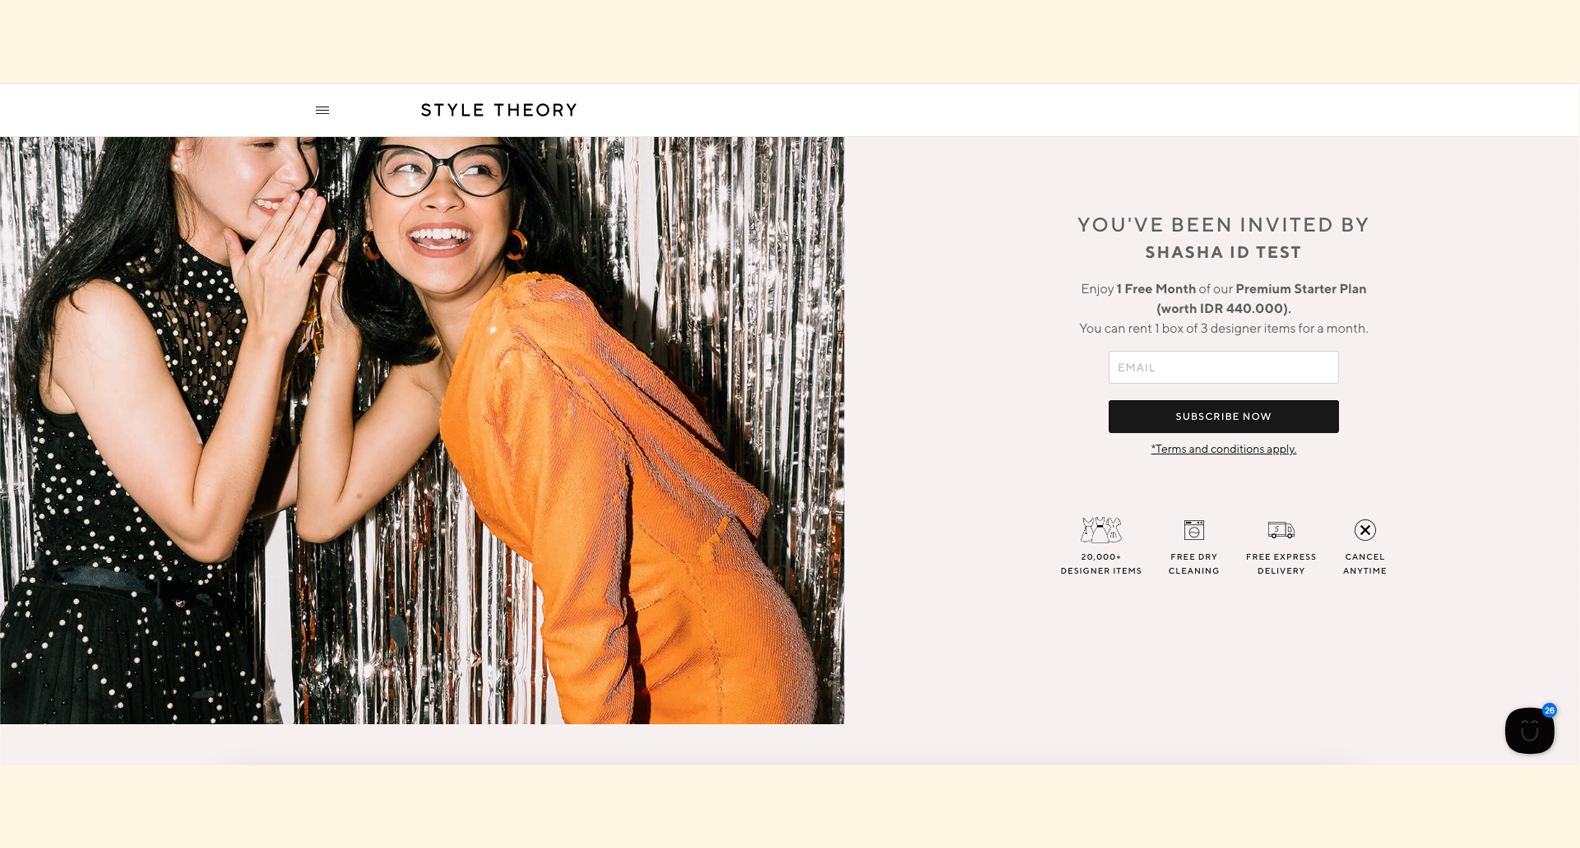 STYLE THEORY
YOU'VE BEEN INVITED BY
SHASHA ID TEST
Enjoy 1 Free Month of our Premium Starter Plan
(worth IDR 440.000).
You can rent 1 box of 3 designer items for a month.
EMAIL
SUBSCRIBE NOW
*Terms and conditions apply.
20,000+
DESIGNER ITEMS
FREE DRY
CLEANING
5
FREE EXPRESS
DELIVERY
CANCEL
ANYTIME
26